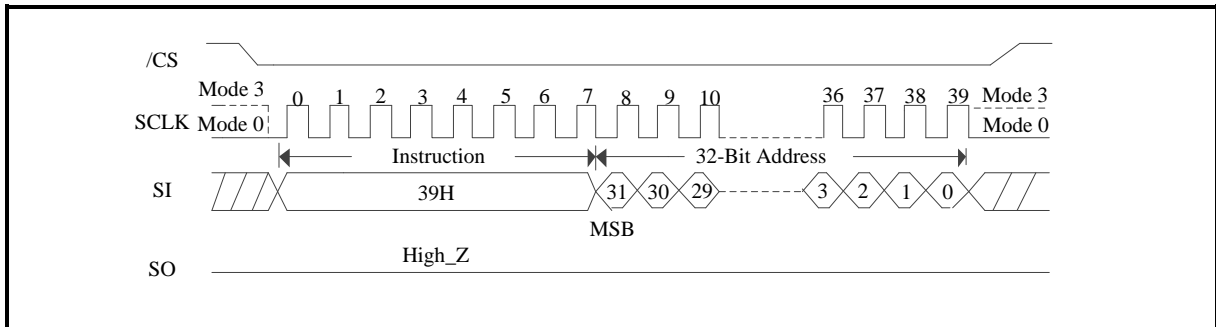 /CS
Mode 3 0 1 2 3 4 5 6 7 8 9 10 36 37 38 39 Mode 3
SCLK Mode 0 Mode 0
Instruction 32-Bit Address
SI 39H 31 30 29 3 2 1 0
MSB
High_Z
SO